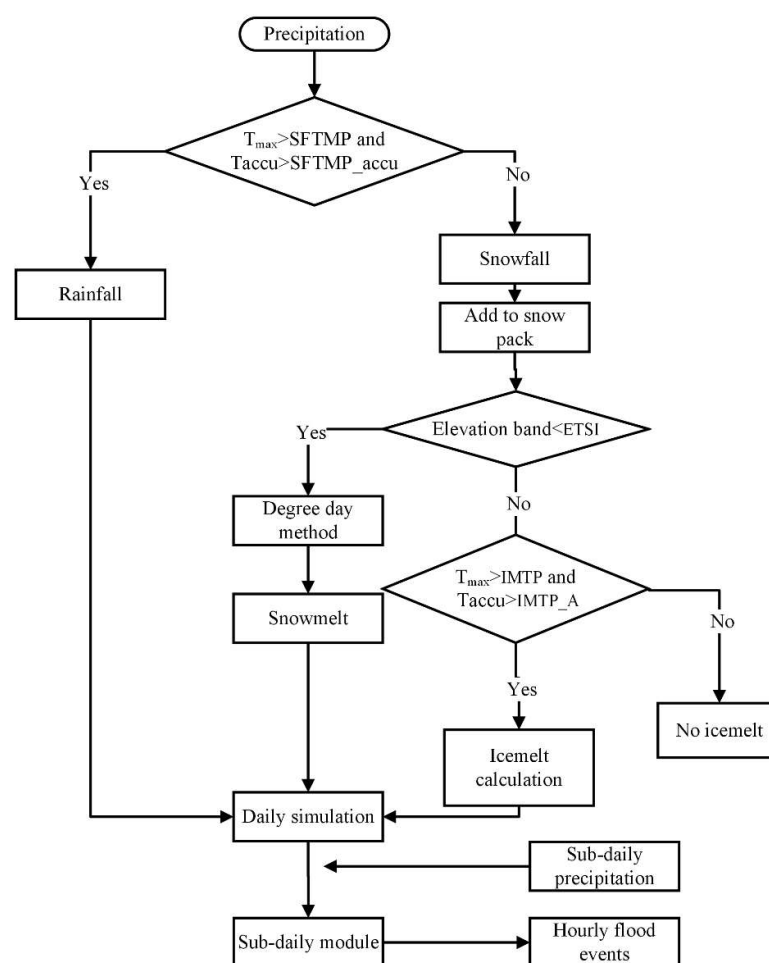 Precipitation
Tmax>SFTMP and
Taccu>SFTMP_accu
Yes
No
Snowfall
Rainfall
Add to snow
pack
Elevation band<ETSI
Yes
No
Degree day
method
Tmax>IMTP and
Taccu>IMTP_A
Snowmelt
No
Yes
No icemelt
Icemelt
calculation
Daily simulation
Sub-daily
precipitation
Sub-daily module
Hourly flood
events